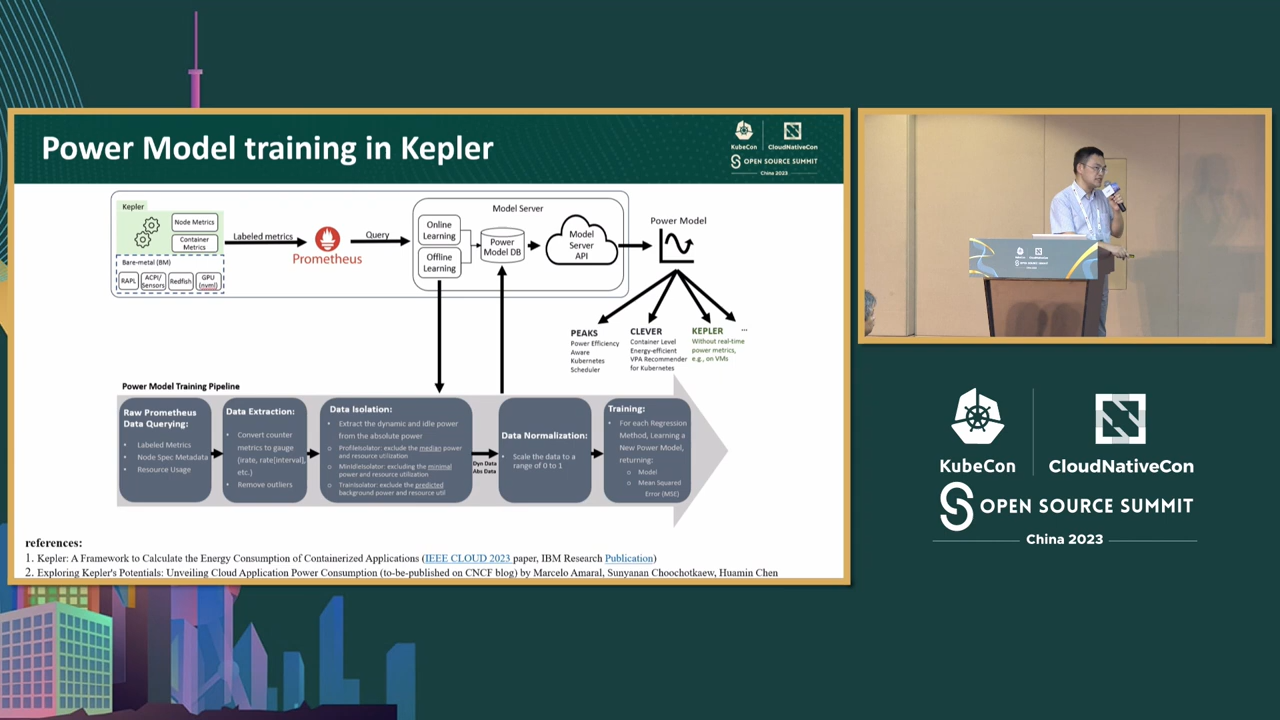 Power Model training in Kepler
KubeCon
CloudNativeCon
OPEN SOURCE SUMMIT
China 2023
Kepler
Node Metrics
Container
Metrics
Bare-metal (BM)
RAPL
ACPI/
Sensors
Redfish
GPU
(nvml)
Labeled metrics
Prometheus
Query
Model Server
Online
Learning
Offline
Learning
Power
Model DB
Model
Server
API
Power Model
PEAKS
Power Efficiency
Aware
Kubernetes
Scheduler
CLEVER
Container Level
Energy-efficient
VPA Recommender
for Kubernetes
KEPLER
Without real-time
power metrics,
e.g., on VMs
...
Power Model Training Pipeline
Raw Prometheus
Data Querying:
• Labeled Metrics
• Node Spec Metadata
• Resource Usage
Data Extraction:
• Convert counter
metrics to gauge
(irate, rate[interval],
etc.)
• Remove outliers
Data Isolation:
• Extract the dynamic and idle power
from the absolute power
o ProfileIsolator: exclude the median power
and resource utilization
o MinIdleIsolator: excluding the minimal
power and resource utilization
o TrainIsolator: exclude the predicted
background power and resource util
Dyn Data
Abs Data
Data Normalization:
• Scale the data to a
range of 0 to 1
Training:
• For each Regression
Method, Learning a
New Power Model,
returning:
o Model
o Mean Squared
Error (MSE)
references:
1. Kepler: A Framework to Calculate the Energy Consumption of Containerized Applications (IEEE CLOUD 2023 paper, IBM Research Publication)
2. Exploring Kepler's Potentials: Unveiling Cloud Application Power Consumption (to-be-published on CNCF blog) by Marcelo Amaral, Sunyanan Choochotkaew, Huamin Chen
KubeCon
CloudNativeCon
OPEN SOURCE SUMMIT
China 2023